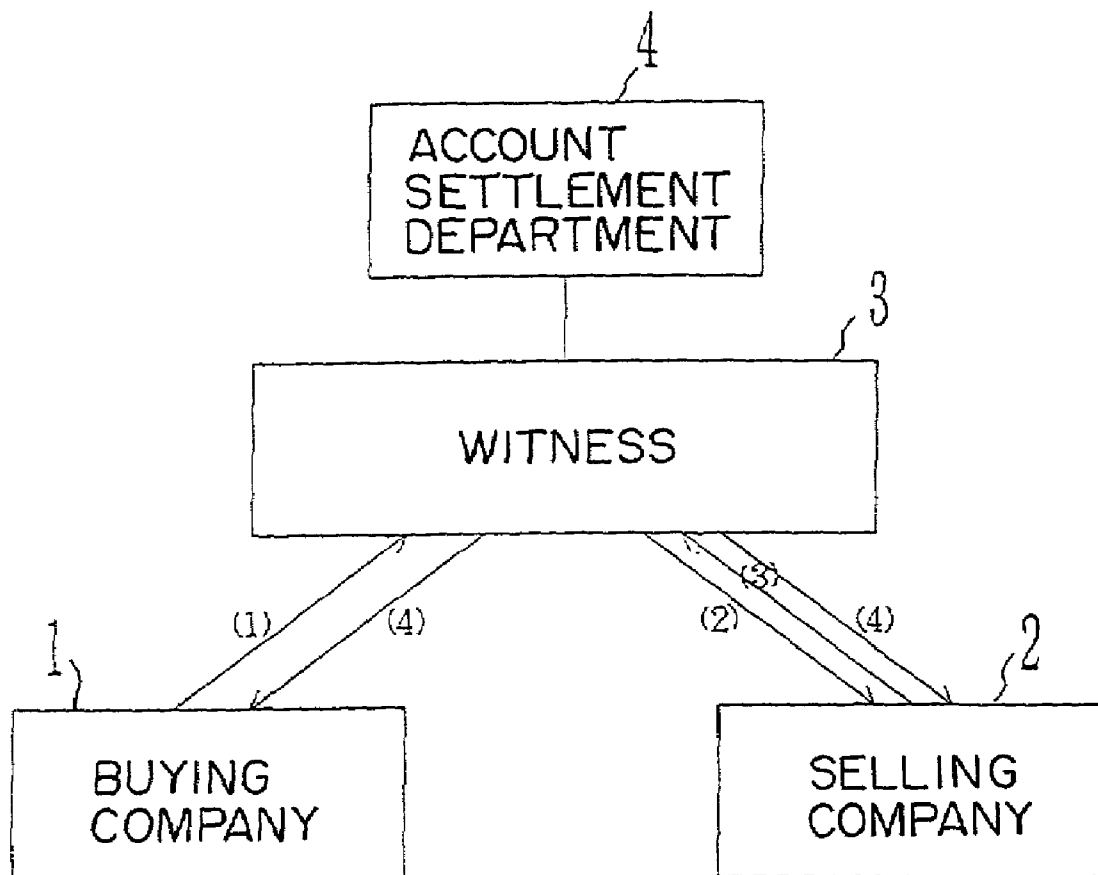 4
ACCOUNT
SETTLEMENT
DEPARTMENT
3
WITNESS
(1)
(4)
(2)
(3)
(4)
1
2
BUYING
COMPANY
SELLING
COMPANY